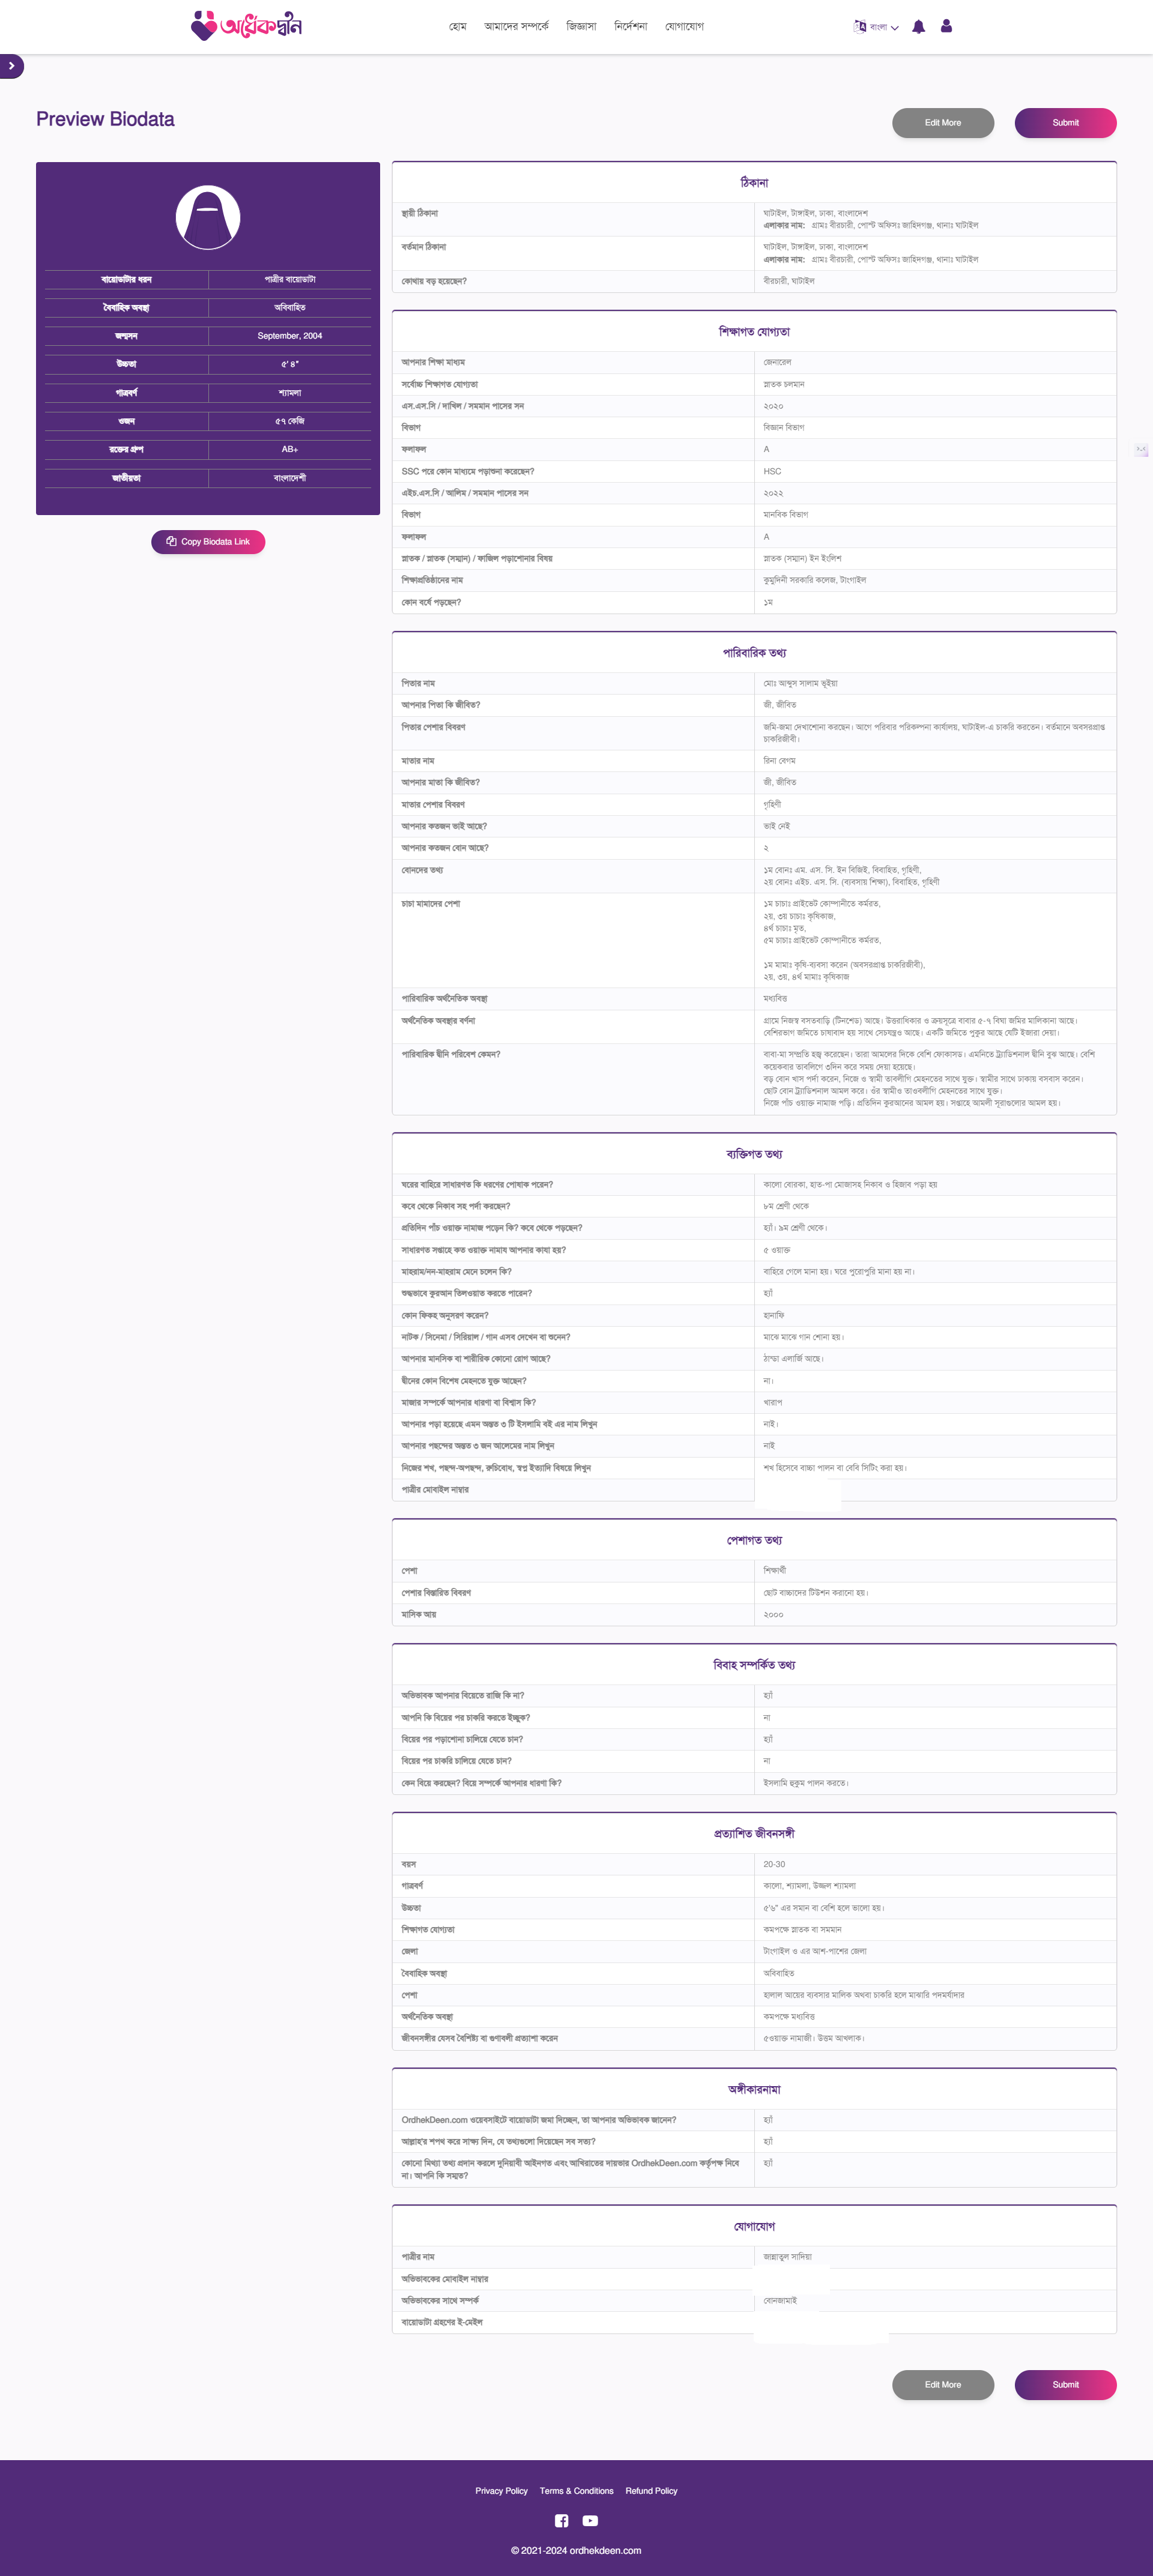 অর্ধেকদ্বীন
হোম আমাদের সম্পর্কে জিজ্ঞাসা নির্দেশনা যোগাযোগ
বাংলা
Preview Biodata
Edit More Submit
বায়োডাটার ধরন পাত্রীর বায়োডাটা
বৈবাহিক অবস্থা অবিবাহিত
জন্মসন September, 2004
উচ্চতা ৫' ৪"
গাত্রবর্ণ শ্যামলা
ওজন ৫৭ কেজি
রক্তের গ্রুপ AB+
জাতীয়তা বাংলাদেশী
Copy Biodata Link
ঠিকানা
স্থায়ী ঠিকানা ঘাটাইল, টাঙ্গাইল, ঢাকা, বাংলাদেশ
এলাকার নাম: গ্রামঃ বীরচারী, পোস্ট অফিসঃ জাহিদগঞ্জ, থানাঃ ঘাটাইল
বর্তমান ঠিকানা ঘাটাইল, টাঙ্গাইল, ঢাকা, বাংলাদেশ
এলাকার নাম: গ্রামঃ বীরচারী, পোস্ট অফিসঃ জাহিদগঞ্জ, থানাঃ ঘাটাইল
কোথায় বড় হয়েছেন? বীরচারী, ঘাটাইল
শিক্ষাগত যোগ্যতা
আপনার শিক্ষা মাধ্যম জেনারেল
সর্বোচ্চ শিক্ষাগত যোগ্যতা স্নাতক চলমান
এস.এস.সি / দাখিল / সমমান পাসের সন ২০২০
বিভাগ বিজ্ঞান বিভাগ
ফলাফল A
SSC পরে কোন মাধ্যমে পড়াশুনা করেছেন? HSC
এইচ.এস.সি / আলিম / সমমান পাসের সন ২০২২
বিভাগ মানবিক বিভাগ
ফলাফল A
স্নাতক / স্নাতক (সম্মান) / ফাজিল পড়াশোনার বিষয় স্নাতক (সম্মান) ইন ইংলিশ
শিক্ষাপ্রতিষ্ঠানের নাম কুমুদিনী সরকারি কলেজ, টাংগাইল
কোন বর্ষে পড়ছেন? ১ম
পারিবারিক তথ্য
পিতার নাম মোঃ আব্দুস সালাম ভূইয়া
আপনার পিতা কি জীবিত? জী, জীবিত
পিতার পেশার বিবরণ জমি-জমা দেখাশোনা করছেন। আগে পরিবার পরিকল্পনা কার্যালয়, ঘাটাইল-এ চাকরি করতেন। বর্তমানে অবসরপ্রাপ্ত
চাকরিজীবী।
মাতার নাম রিনা বেগম
আপনার মাতা কি জীবিত? জী, জীবিত
মাতার পেশার বিবরণ গৃহিণী
আপনার কতজন ভাই আছে? ভাই নেই
আপনার কতজন বোন আছে? ২
বোনদের তথ্য ১ম বোনঃ এম. এস. সি. ইন বিজিই, বিবাহিত, গৃহিণী,
২য় বোনঃ এইচ. এস. সি. (ব্যবসায় শিক্ষা), বিবাহিত, গৃহিণী
চাচা মামাদের পেশা ১ম চাচাঃ প্রাইভেট কোম্পানীতে কর্মরত,
২য়, ৩য় চাচাঃ কৃষিকাজ,
৪র্থ চাচাঃ মৃত,
৫ম চাচাঃ প্রাইভেট কোম্পানীতে কর্মরত,
১ম মামাঃ কৃষি-ব্যবসা করেন (অবসরপ্রাপ্ত চাকরিজীবী),
২য়, ৩য়, ৪র্থ মামাঃ কৃষিকাজ
পারিবারিক অর্থনৈতিক অবস্থা মধ্যবিত্ত
অর্থনৈতিক অবস্থার বর্ণনা গ্রামে নিজস্ব বসতবাড়ি (টিনশেড) আছে। উত্তরাধিকার ও ক্রয়সূত্রে বাবার ৫-৭ বিঘা জমির মালিকানা আছে।
বেশিরভাগ জমিতে চাষাবাদ হয় সাথে সেচযন্ত্রও আছে। একটি জমিতে পুকুর আছে যেটি ইজারা দেয়া।
পারিবারিক দ্বীনি পরিবেশ কেমন? বাবা-মা সম্প্রতি হজ্ব করেছেন। তারা আমলের দিকে বেশি ফোকাসড। এমনিতে ট্র্যাডিশনাল দ্বীনি বুঝ আছে। বেশি
কয়েকবার তাবলিগে ৩দিন করে সময় দেয়া হয়েছে।
বড় বোন খাস পর্দা করেন, নিজে ও স্বামী তাবলীগি মেহনতের সাথে যুক্ত। স্বামীর সাথে ঢাকায় বসবাস করেন।
ছোট বোন ট্র্যাডিশনাল আমল করে। ওঁর স্বামীও তাওবলীগি মেহনতের সাথে যুক্ত।
নিজে পাঁচ ওয়াক্ত নামাজ পড়ি। প্রতিদিন কুরআনের আমল হয়। সপ্তাহে আমলী সূরাগুলোর আমল হয়।
ব্যক্তিগত তথ্য
ঘরের বাহিরে সাধারণত কি ধরণের পোষাক পরেন? কালো বোরকা, হাত-পা মোজাসহ নিকাব ও হিজাব পড়া হয়
কবে থেকে নিকাব সহ পর্দা করছেন? ৮ম শ্রেণী থেকে
প্রতিদিন পাঁচ ওয়াক্ত নামাজ পড়েন কি? কবে থেকে পড়ছেন? হ্যাঁ। ৯ম শ্রেণী থেকে।
সাধারণত সপ্তাহে কত ওয়াক্ত নামায আপনার কাযা হয়? ৫ ওয়াক্ত
মাহরাম/নন-মাহরাম মেনে চলেন কি? বাহিরে গেলে মানা হয়। ঘরে পুরোপুরি মানা হয় না।
শুদ্ধভাবে কুরআন তিলওয়াত করতে পারেন? হ্যাঁ
কোন ফিকহ অনুসরণ করেন? হানাফি
নাটক / সিনেমা / সিরিয়াল / গান এসব দেখেন বা শুনেন? মাঝে মাঝে গান শোনা হয়।
আপনার মানসিক বা শারীরিক কোনো রোগ আছে? ঠান্ডা এলার্জি আছে।
দ্বীনের কোন বিশেষ মেহনতে যুক্ত আছেন? না।
মাজার সম্পর্কে আপনার ধারণা বা বিশ্বাস কি? খারাপ
আপনার পড়া হয়েছে এমন অন্তত ৩ টি ইসলামি বই এর নাম লিখুন নাই।
আপনার পছন্দের অন্তত ৩ জন আলেমের নাম লিখুন নাই
নিজের শখ, পছন্দ-অপছন্দ, রুচিবোধ, স্বপ্ন ইত্যাদি বিষয়ে লিখুন শখ হিসেবে বাচ্চা পালন বা বেবি সিটিং করা হয়।
পাত্রীর মোবাইল নাম্বার
পেশাগত তথ্য
পেশা শিক্ষার্থী
পেশার বিস্তারিত বিবরণ ছোট বাচ্চাদের টিউশন করানো হয়।
মাসিক আয় ২০০০
বিবাহ সম্পর্কিত তথ্য
অভিভাবক আপনার বিয়েতে রাজি কি না? হ্যাঁ
আপনি কি বিয়ের পর চাকরি করতে ইচ্ছুক? না
বিয়ের পর পড়াশোনা চালিয়ে যেতে চান? হ্যাঁ
বিয়ের পর চাকরি চালিয়ে যেতে চান? না
কেন বিয়ে করছেন? বিয়ে সম্পর্কে আপনার ধারণা কি? ইসলামি হুকুম পালন করতে।
প্রত্যাশিত জীবনসঙ্গী
বয়স 20-30
গাত্রবর্ণ কালো, শ্যামলা, উজ্জল শ্যামলা
উচ্চতা ৫'৬" এর সমান বা বেশি হলে ভালো হয়।
শিক্ষাগত যোগ্যতা কমপক্ষে স্নাতক বা সমমান
জেলা টাংগাইল ও এর আশ-পাশের জেলা
বৈবাহিক অবস্থা অবিবাহিত
পেশা হালাল আয়ের ব্যবসার মালিক অথবা চাকরি হলে মাঝারি পদমর্যাদার
অর্থনৈতিক অবস্থা কমপক্ষে মধ্যবিত্ত
জীবনসঙ্গীর যেসব বৈশিষ্ট্য বা গুণাবলী প্রত্যাশা করেন ৫ওয়াক্ত নামাজী। উত্তম আখলাক।
অঙ্গীকারনামা
OrdhekDeen.com ওয়েবসাইটে বায়োডাটা জমা দিচ্ছেন, তা আপনার অভিভাবক জানেন? হ্যাঁ
আল্লাহ'র শপথ করে সাক্ষ্য দিন, যে তথ্যগুলো দিয়েছেন সব সত্য? হ্যাঁ
কোনো মিথ্যা তথ্য প্রদান করলে দুনিয়াবী আইনগত এবং আখিরাতের দায়ভার OrdhekDeen.com কর্তৃপক্ষ নিবে হ্যাঁ
না। আপনি কি সম্মত?
যোগাযোগ
পাত্রীর নাম জান্নাতুল সাদিয়া
অভিভাবকের মোবাইল নাম্বার
অভিভাবকের সাথে সম্পর্ক বোনজামাই
বায়োডাটা গ্রহণের ই-মেইল
Edit More Submit
Privacy Policy Terms & Conditions Refund Policy
© 2021-2024 ordhekdeen.com